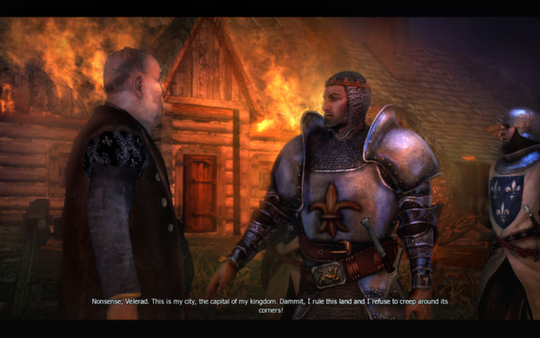 Nonsense, Velerad. This is my city, the capital of my kingdom. Dammit, I rule this land and I refuse to creep around its
corners!